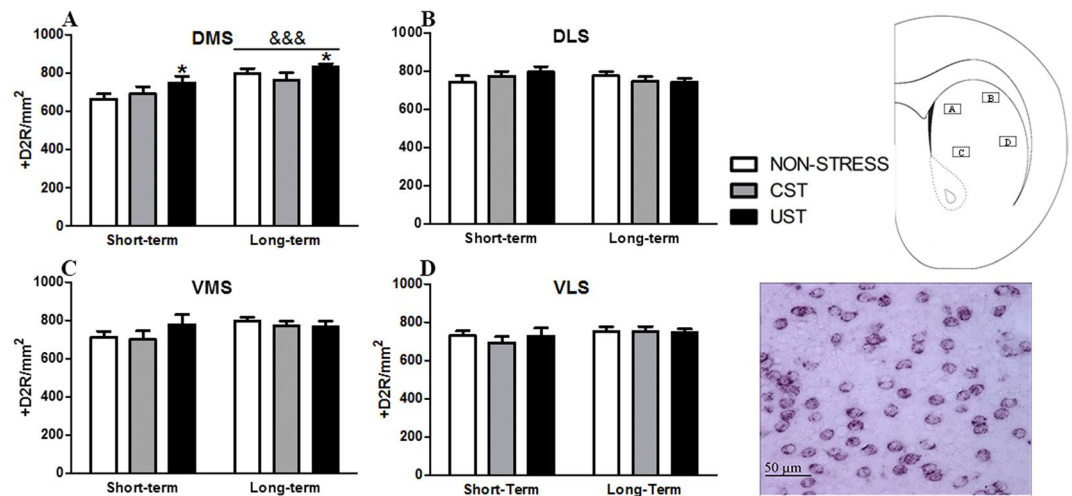 A
DMS
&&&
*
*
1000
800
600
400
200
0
+D2R/mm2
Short-term
Long-term
B
DLS
1000
800
600
400
200
0
+D2R/mm2
Short-term
Long-term
NON-STRESS
CST
UST
A
B
C
D
C
VMS
1000
800
600
400
200
0
+D2R/mm2
Short-term
Long-term
D
VLS
1000
800
600
400
200
0
+D2R/mm2
Short-Term
Long-Term
50 µm